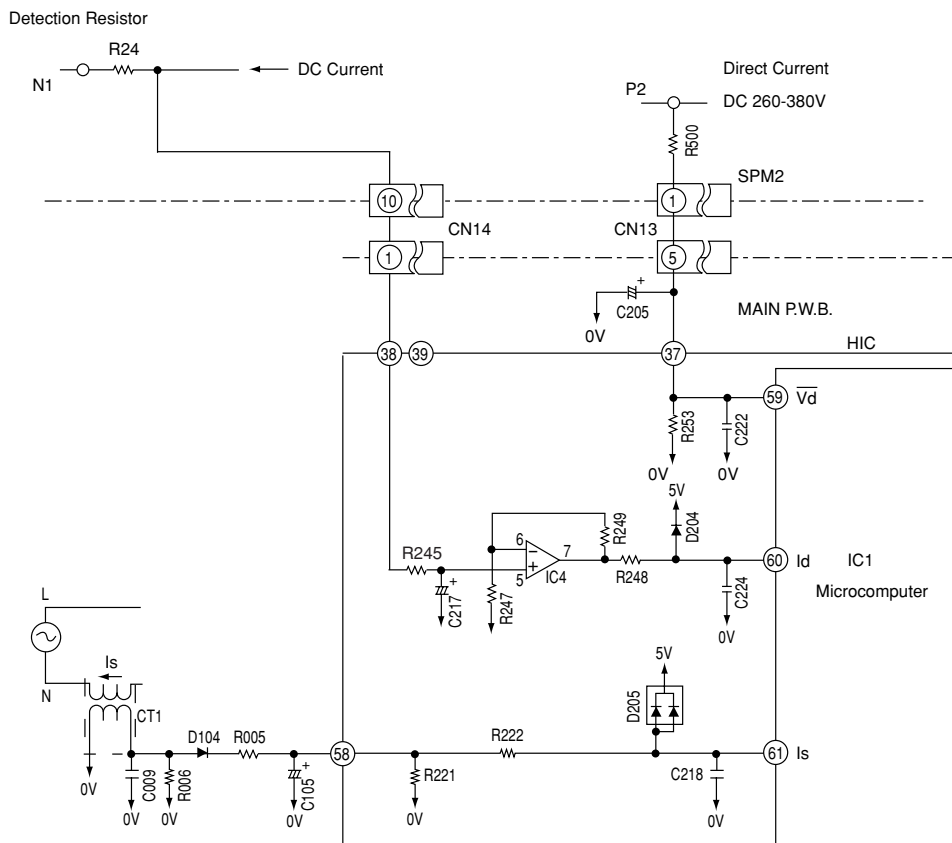 Detection Resistor
R24
N1
DC Current
P2
Direct Current
DC 260-380V
R500
SPM2
10
1
CN14
CN13
1
5
+
C205
0V
MAIN P.W.B.
38
39
37
HIC
59
Vd
R253
C222
0V
0V
5V
D204
R249
6
7
R245
5
IC4
R248
60
Id
IC1
Microcomputer
+
C217
R247
C224
0V
L
N
Is
CT1
5V
D205
D104
R005
58
R222
61
Is
0V
C009
R006
+
C105
R221
C218
0V
0V
0V
0V
0V